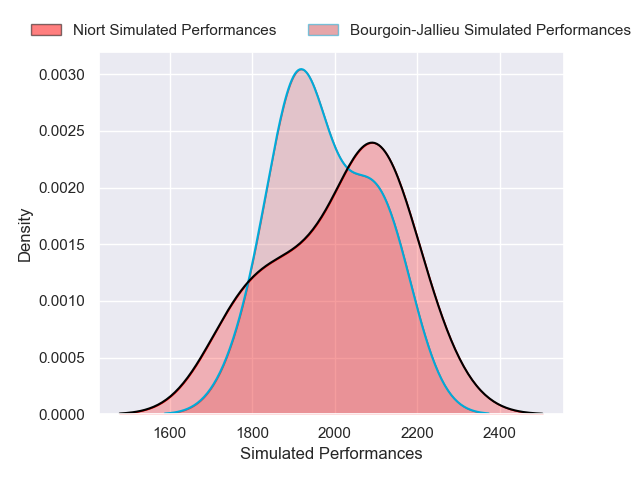 Niort Simulated Performances Bourgoin-Jallieu Simulated Performances
0.0030
0.0025
0.0020
0.0015
0.0010
0.0005
0.0000
Density
1600 1800 2000 2200 2400
Simulated Performances